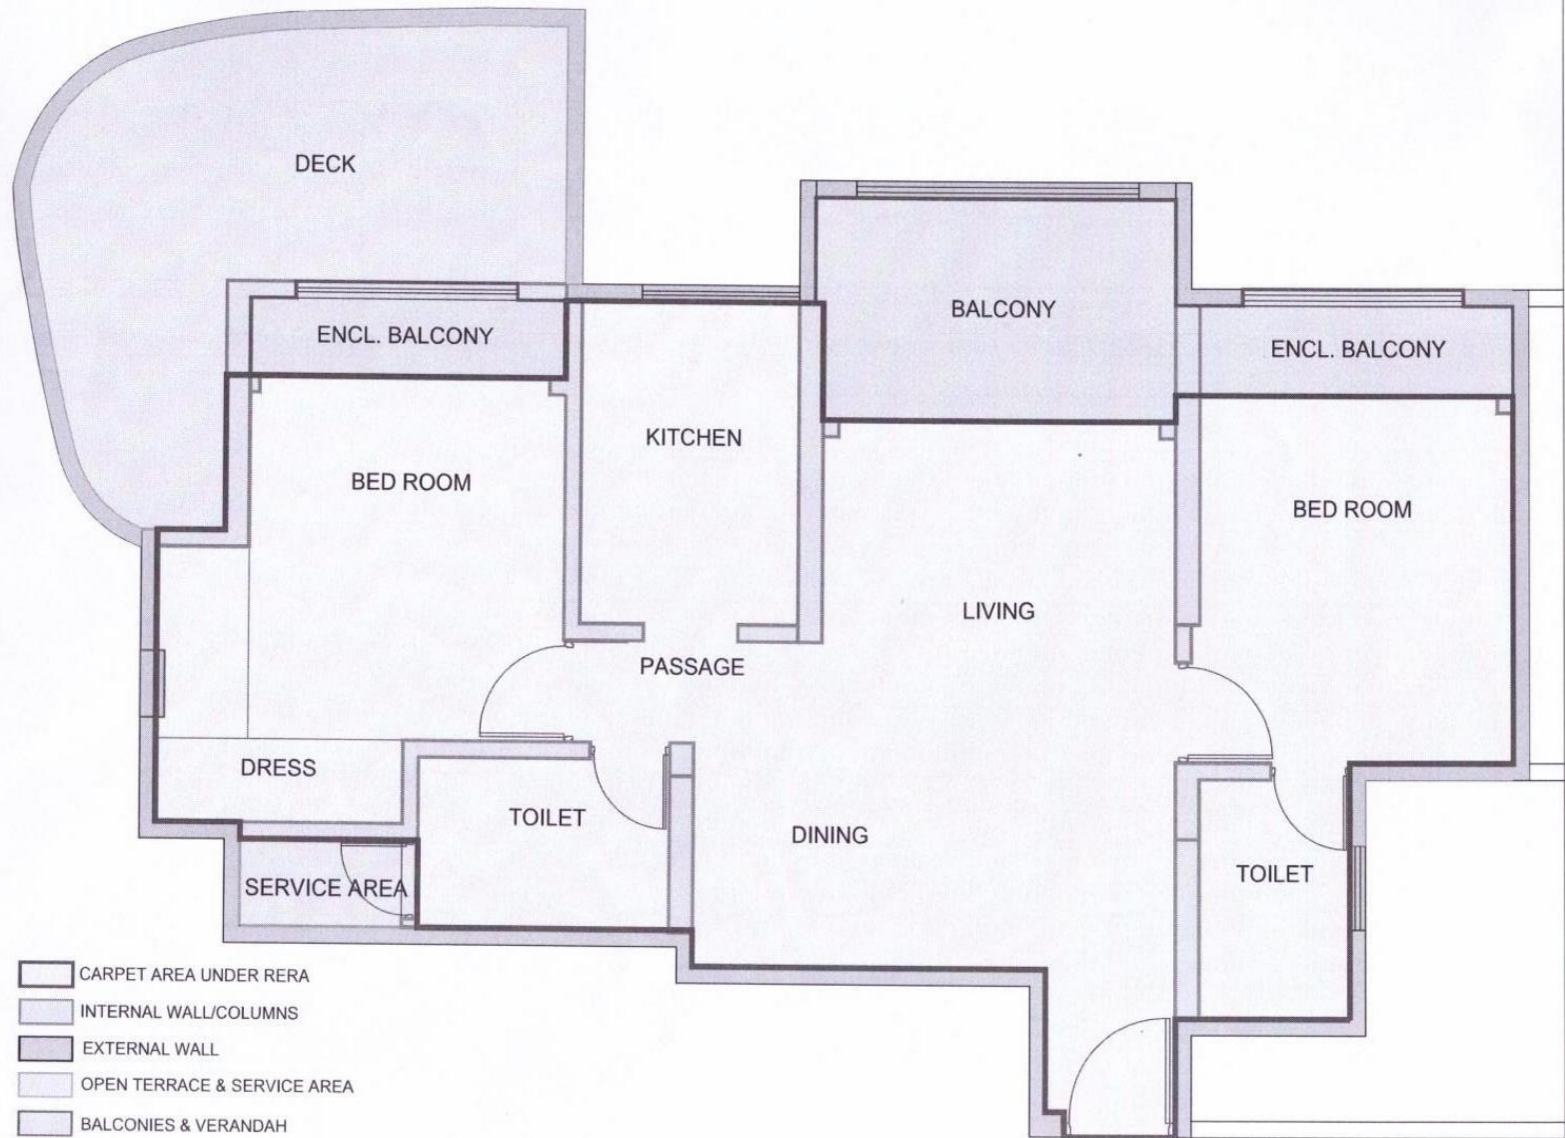 DECK
BALCONY
ENCL. BALCONY
ENCL. BALCONY
KITCHEN
BED ROOM
BED ROOM
LIVING
PASSAGE
DRESS
TOILET
DINING
TOILET
SERVICE AREA
CARPET AREA UNDER RERA
INTERNAL WALL/COLUMNS
EXTERNAL WALL
OPEN TERRACE & SERVICE AREA
BALCONIES & VERANDAH